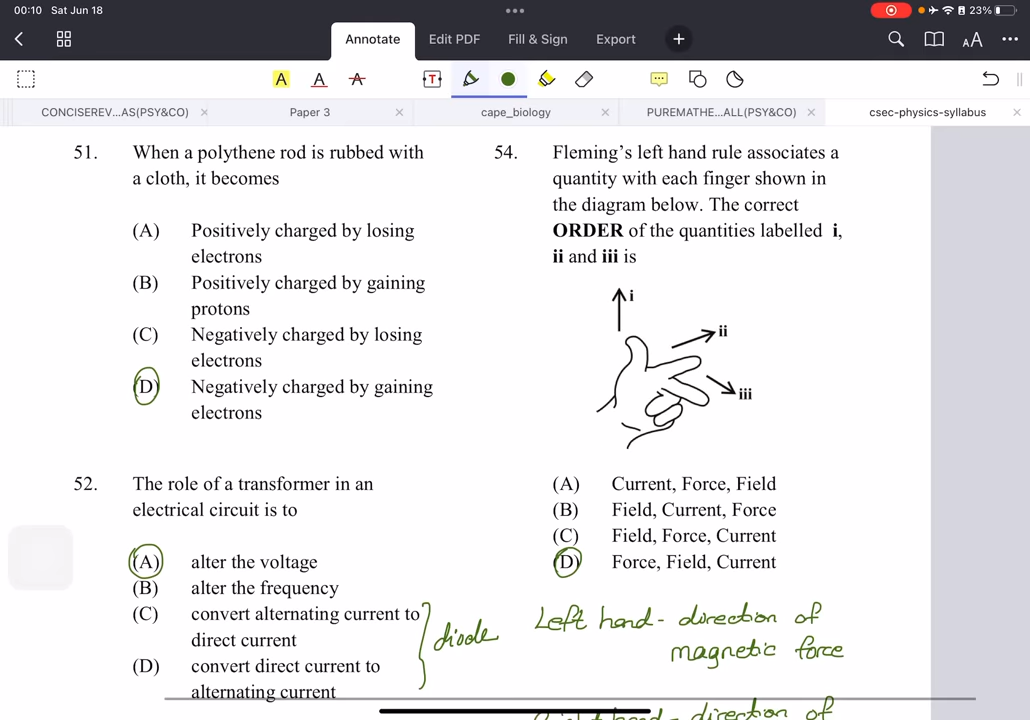 00:10 Sat Jun 18
23%
Annotate
Edit PDF
Fill & Sign
Export
CONCISEREV...AS(PSY&CO)
Paper 3
cape_biology
PUREMATHE...ALL(PSY&CO)
csec-physics-syllabus
51. When a polythene rod is rubbed with
a cloth, it becomes
(A) Positively charged by losing
electrons
(B) Positively charged by gaining
protons
(C) Negatively charged by losing
electrons
(D) Negatively charged by gaining
electrons
52. The role of a transformer in an
electrical circuit is to
(A) alter the voltage
(B) alter the frequency
(C) convert alternating current to
direct current
(D) convert direct current to
alternating current
diode
54. Fleming's left hand rule associates a
quantity with each finger shown in
the diagram below. The correct
ORDER of the quantities labelled i,
ii and iii is
i
ii
iii
(A) Current, Force, Field
(B) Field, Current, Force
(C) Field, Force, Current
(D) Force, Field, Current
Left hand - direction of
magnetic force
hand - direction of